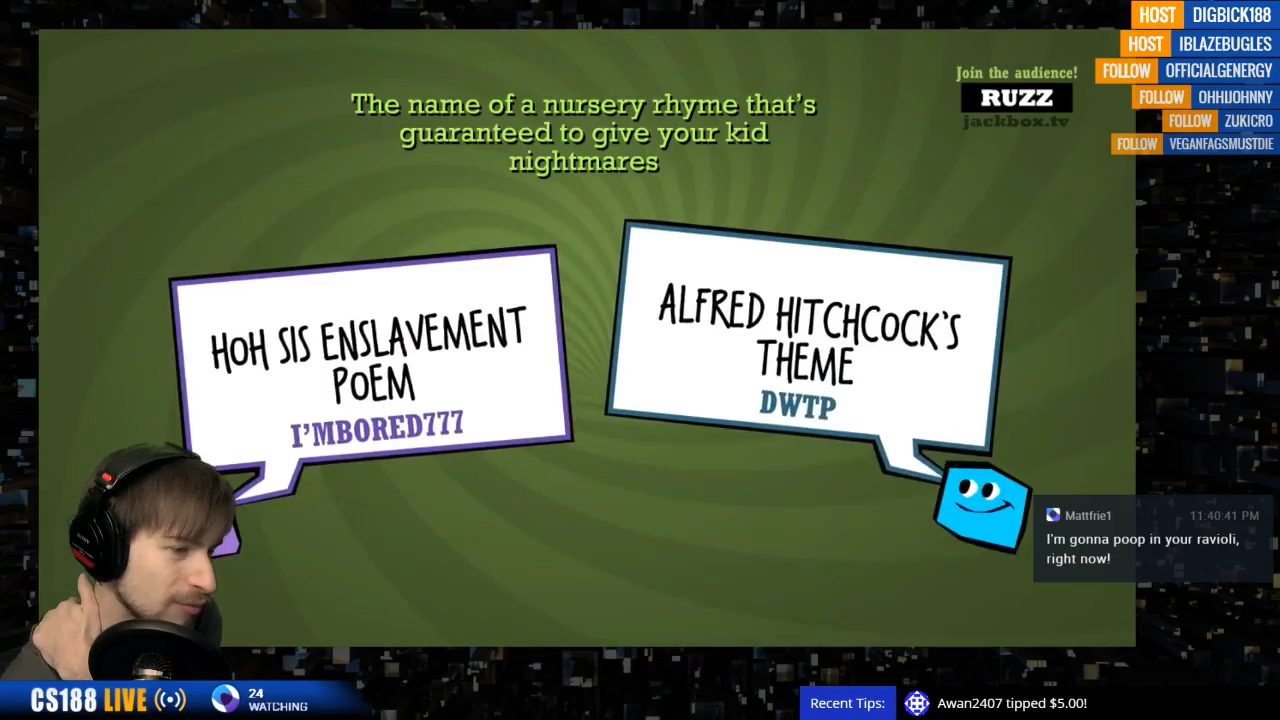 HOST DIGBICK188
HOST IBLAZEBUGLES
FOLLOW OFFICIALGENERGY
FOLLOW OHHIJOHNNY
FOLLOW ZUKICRO
FOLLOW VEGANFAGSMUSTDIE
Join the audience!
RUZZ
jackbox.tv
The name of a nursery rhyme that's
guaranteed to give your kid
nightmares
HOH SIS ENSLAVEMENT
POEM
I'MBORED777
ALFRED HITCHCOCK'S
THEME
DWTP
Mattfrie1 11:40:41 PM
I'm gonna poop in your ravioli,
right now!
CS188 LIVE
24
WATCHING
Recent Tips: Awan2407 tipped $5.00!